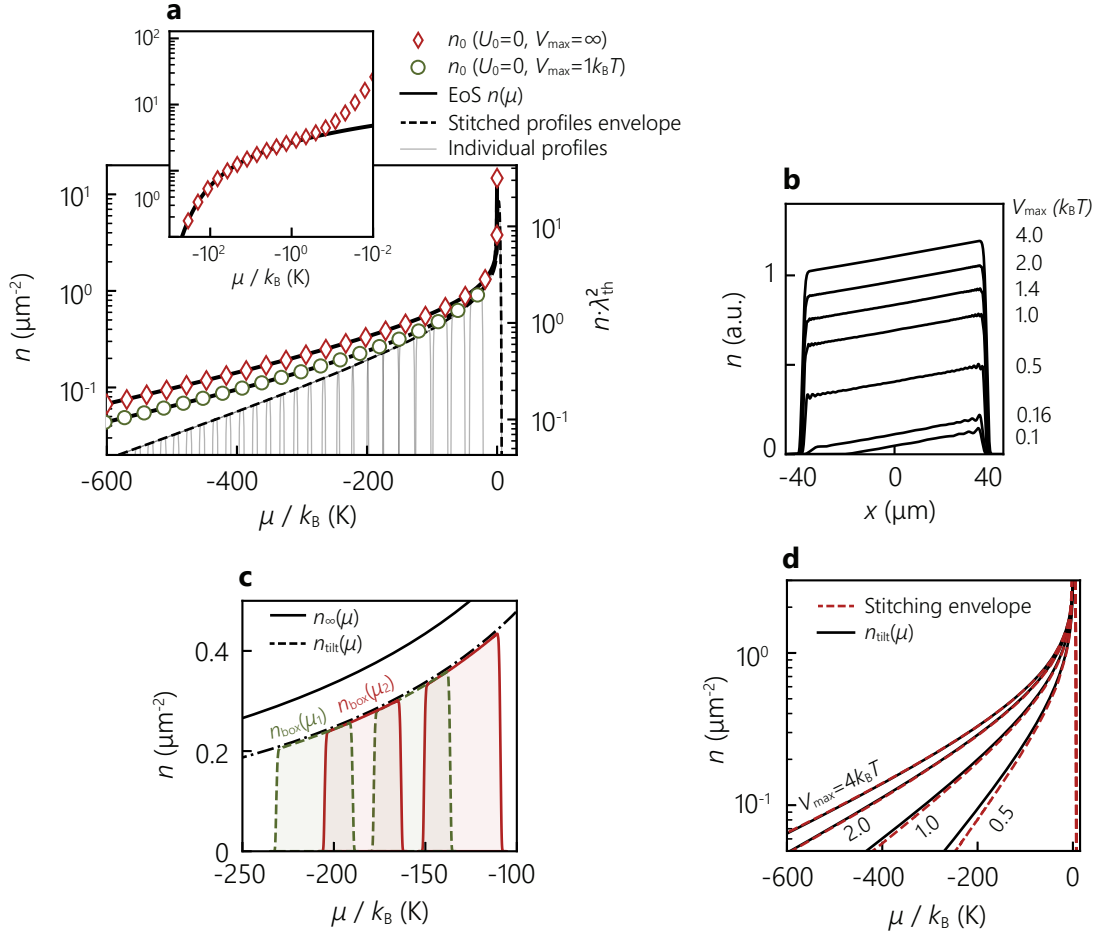 a
10²
10¹
10⁰
10⁰
-10²
-10⁰
-10⁻²
μ / k_B (K)
n₀ (U₀=0, V_max=∞)
n₀ (U₀=0, V_max=1k_BT)
EoS n(μ)
Stitched profiles envelope
Individual profiles
10¹
10⁰
10⁻¹
n (μm⁻²)
10¹
10⁰
10⁻¹
n·λ²_th
-600
-400
-200
0
μ / k_B (K)
b
V_max (k_BT)
4.0
2.0
1.4
1.0
0.5
0.16
0.1
1
0
n (a.u.)
-40
0
40
x (μm)
c
n_∞(μ)
n_tilt(μ)
n_box(μ₁)
n_box(μ₂)
0.4
0.2
0
n (μm⁻²)
-250
-200
-150
-100
μ / k_B (K)
d
Stitching envelope
n_tilt(μ)
V_max=4k_BT
2.0
1.0
0.5
10⁰
10⁻¹
n (μm⁻²)
-600
-400
-200
0
μ / k_B (K)